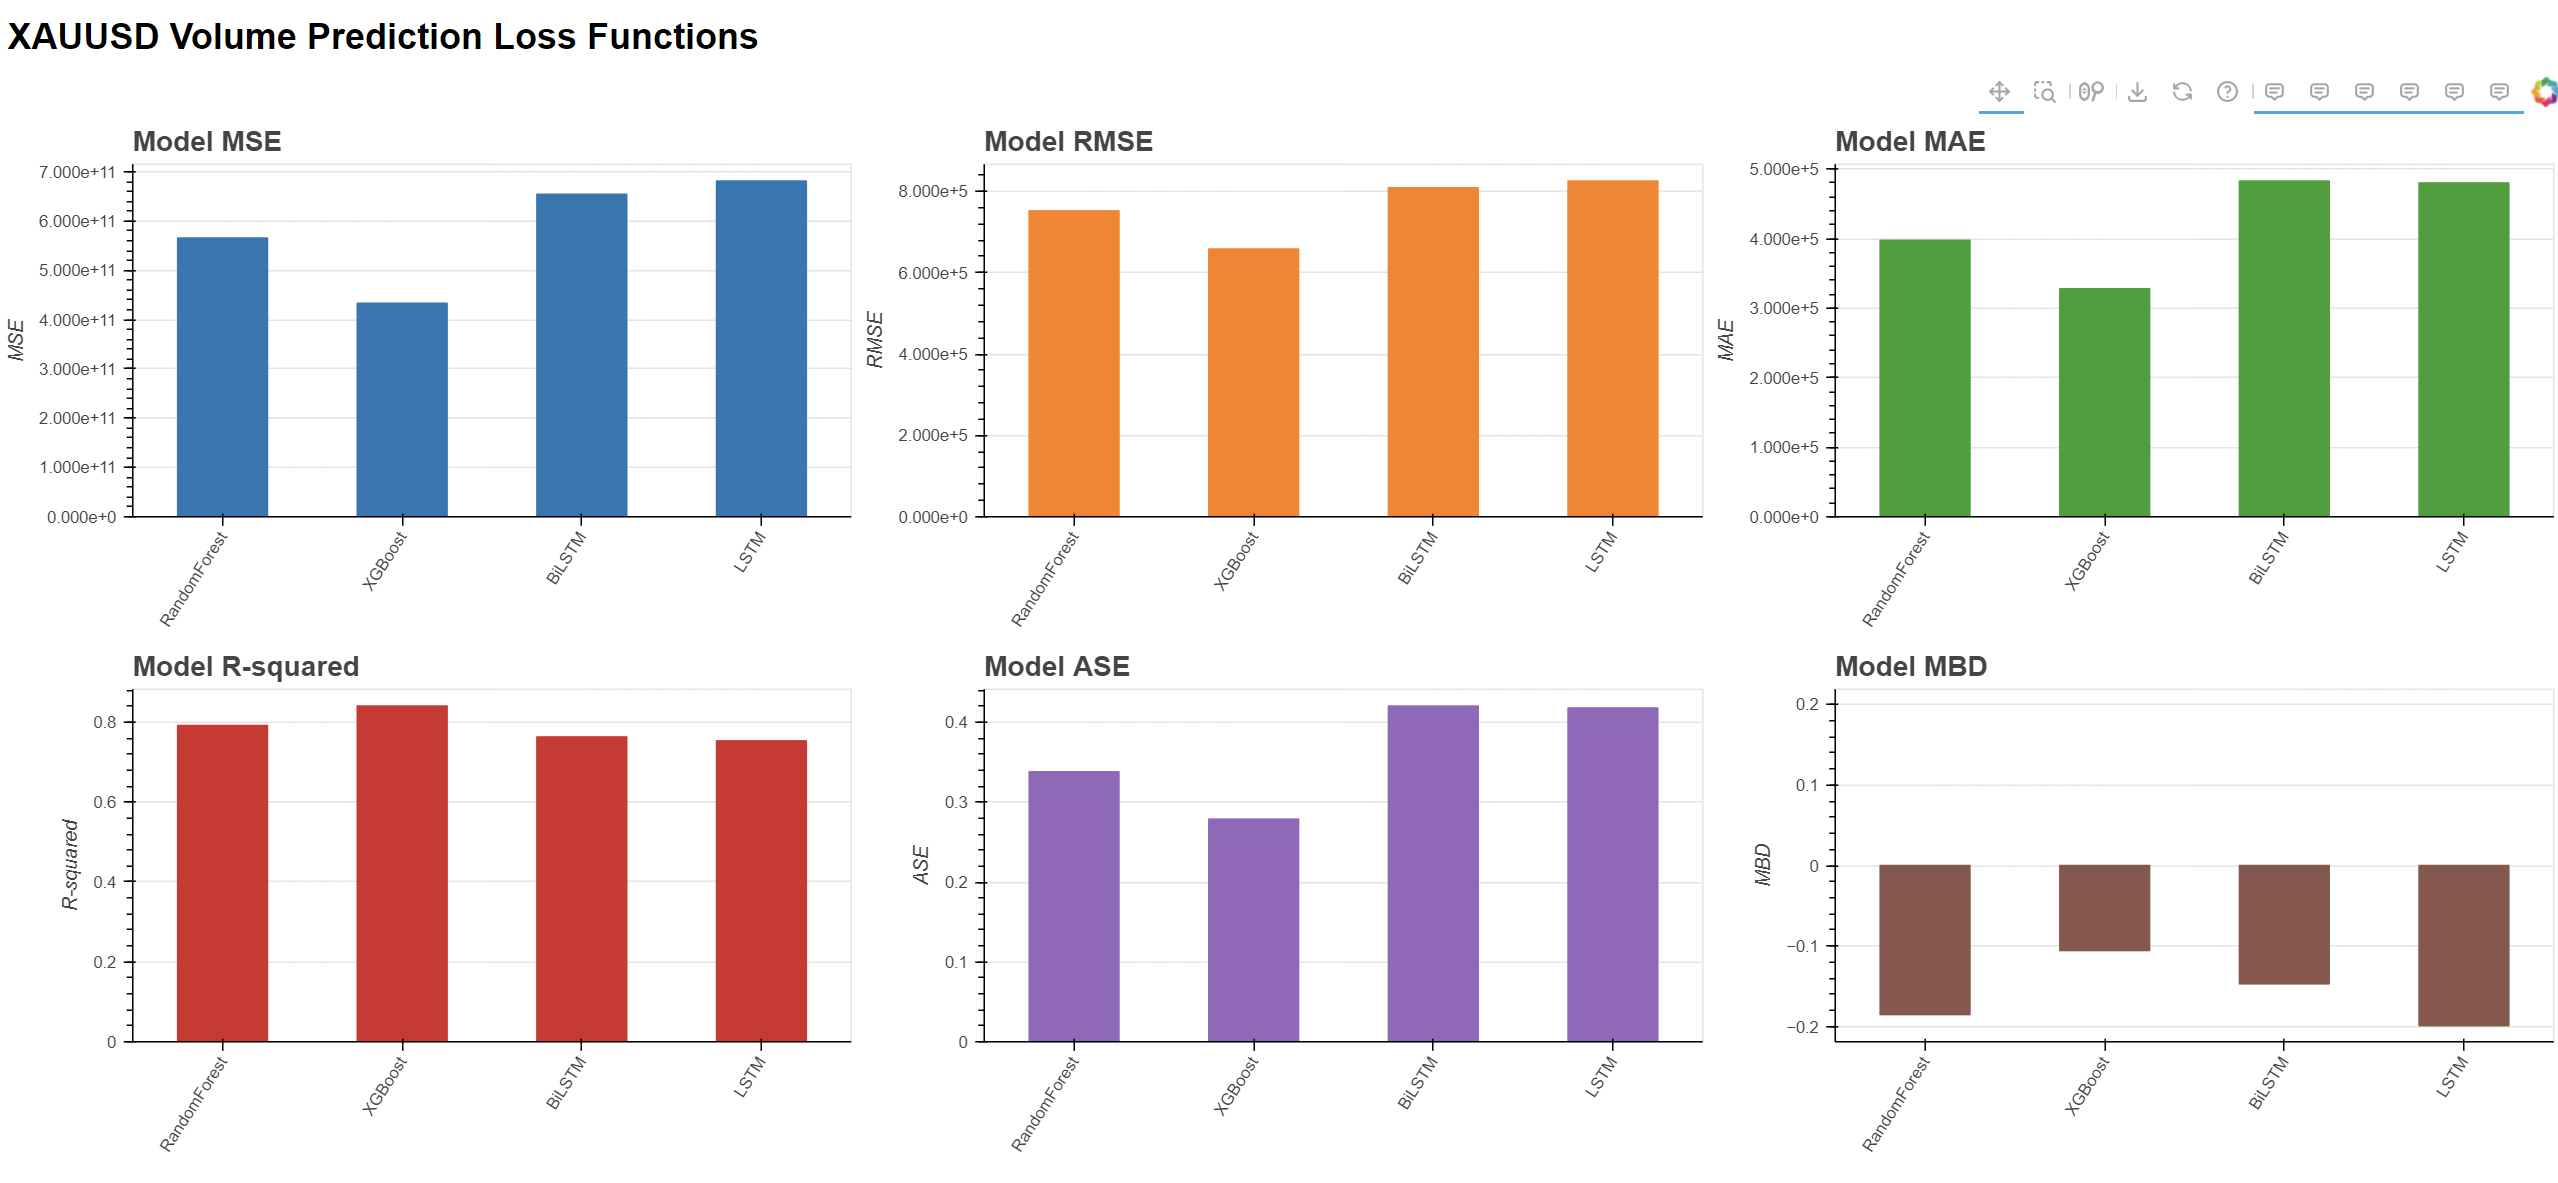 XAUUSD Volume Prediction Loss Functions
Model MSE
7.000e+11
6.000e+11
5.000e+11
4.000e+11
3.000e+11
2.000e+11
1.000e+11
0.000e+0
MSE
RandomForest
XGBoost
BiLSTM
LSTM
Model RMSE
8.000e+5
6.000e+5
4.000e+5
2.000e+5
0.000e+0
RMSE
RandomForest
XGBoost
BiLSTM
LSTM
Model MAE
5.000e+5
4.000e+5
3.000e+5
2.000e+5
1.000e+5
0.000e+0
MAE
RandomForest
XGBoost
BiLSTM
LSTM
Model R-squared
0.8
0.6
0.4
0.2
0
R-squared
RandomForest
XGBoost
BiLSTM
LSTM
Model ASE
0.4
0.3
0.2
0.1
0
ASE
RandomForest
XGBoost
BiLSTM
LSTM
Model MBD
0.2
0.1
0
−0.1
−0.2
MBD
RandomForest
XGBoost
BiLSTM
LSTM